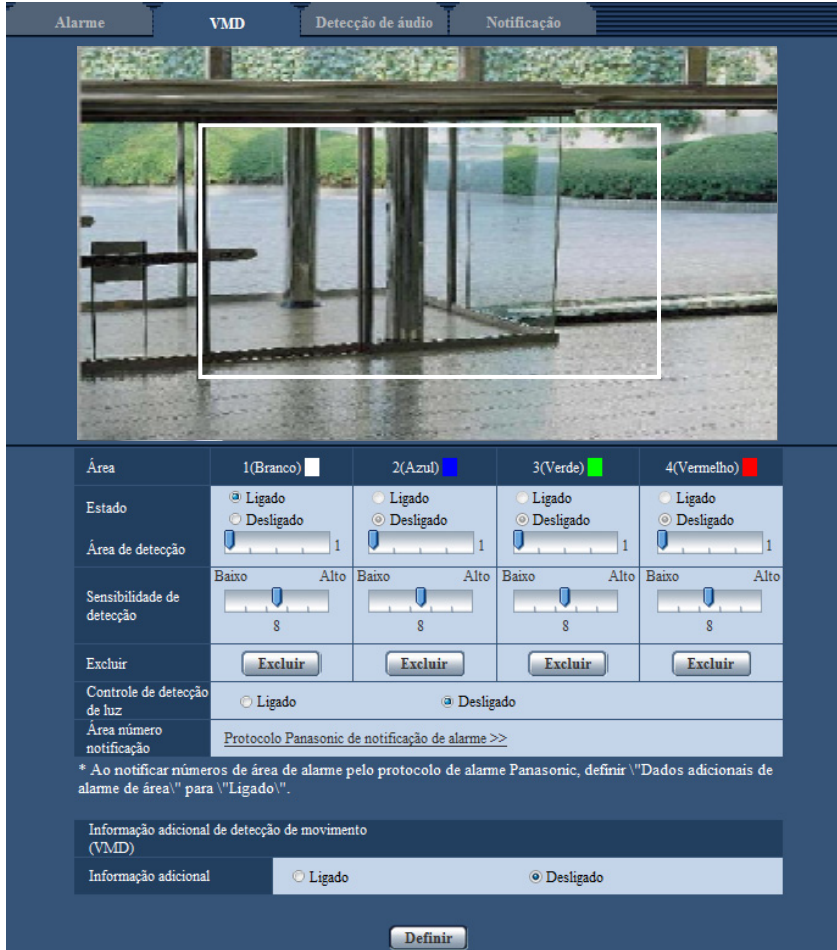 Alarme VMD Detecção de áudio Notificação
Área 1(Branco) 2(Azul) 3(Verde) 4(Vermelho)
Estado
Ligado Ligado Ligado Ligado
Desligado Desligado Desligado Desligado
Área de detecção 1 1 1 1
Baixo Alto Baixo Alto Baixo Alto Baixo Alto
Sensibilidade de
detecção
8 8 8 8
Excluir Excluir Excluir Excluir Excluir
Controle de detecção
de luz
Ligado Desligado
Área número
notificação
Protocolo Panasonic de notificação de alarme >>
* Ao notificar números de área de alarme pelo protocolo de alarme Panasonic, definir \"Dados adicionais de
alarme de área\" para \"Ligado\".
Informação adicional de detecção de movimento
(VMD)
Informação adicional Ligado Desligado
Definir